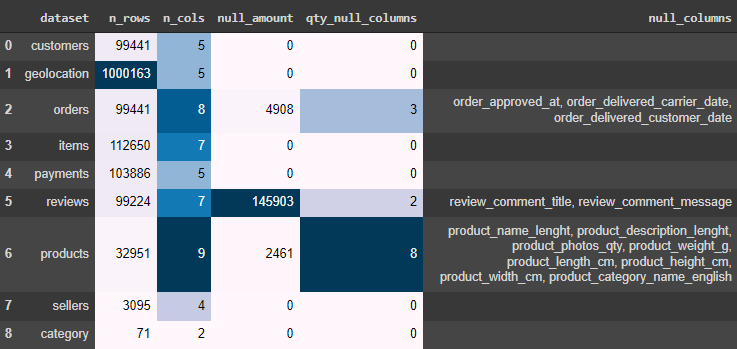 dataset n_rows n_cols null_amount qty_null_columns null_columns
0 customers 99441 5 0 0
1 geolocation 1000163 5 0 0
2 orders 99441 8 4908 3 order_approved_at, order_delivered_carrier_date,
order_delivered_customer_date
3 items 112650 7 0 0
4 payments 103886 5 0 0
5 reviews 99224 7 145903 2 review_comment_title, review_comment_message
6 products 32951 9 2461 8 product_name_lenght, product_description_lenght,
product_photos_qty, product_weight_g,
product_length_cm, product_height_cm,
product_width_cm, product_category_name_english
7 sellers 3095 4 0 0
8 category 71 2 0 0